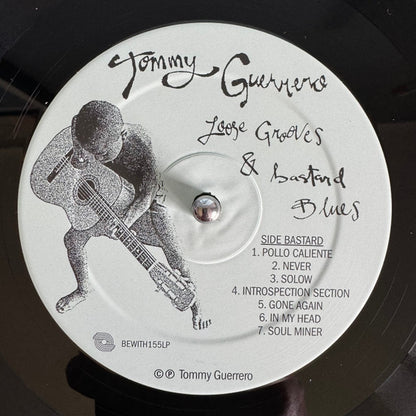 Tommy Guerrero
Loose Grooves
& bastard
Blues
SIDE BASTARD
1. POLLO CALIENTE
2. NEVER
3. SOLOW
4. INTROSPECTION SECTION
5. GONE AGAIN
6. IN MY HEAD
7. SOUL MINER
BEWITH155LP
© ℗ Tommy Guerrero